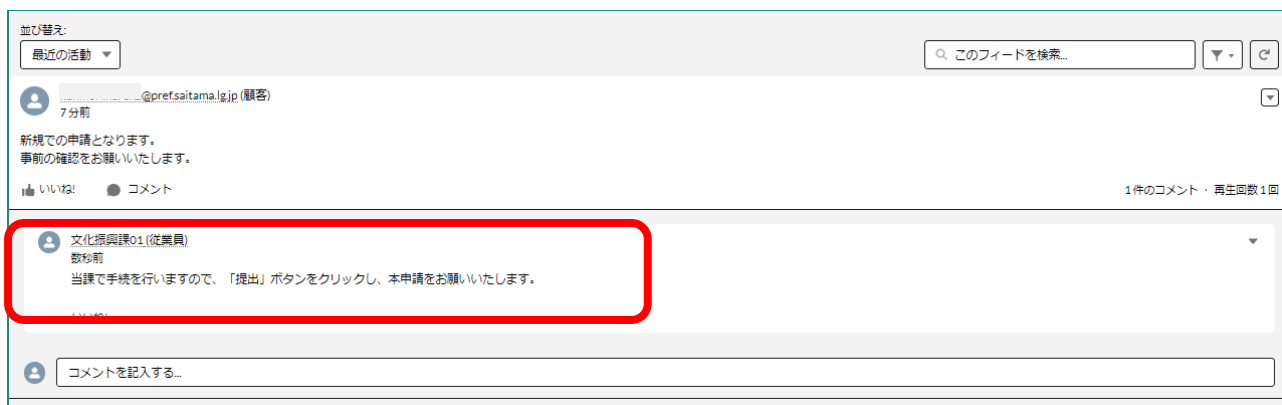 並び替え:
最近の活動
このフィードを検索...
@pref.saitama.lg.jp (顧客)
7分前
新規での申請となります。
事前の確認をお願いいたします。
いいね! コメント 1件のコメント・再生回数1回
文化振興課01 (従業員)
数秒前
当課で手続を行いますので、「提出」ボタンをクリックし、本申請をお願いいたします。
コメントを記入する...